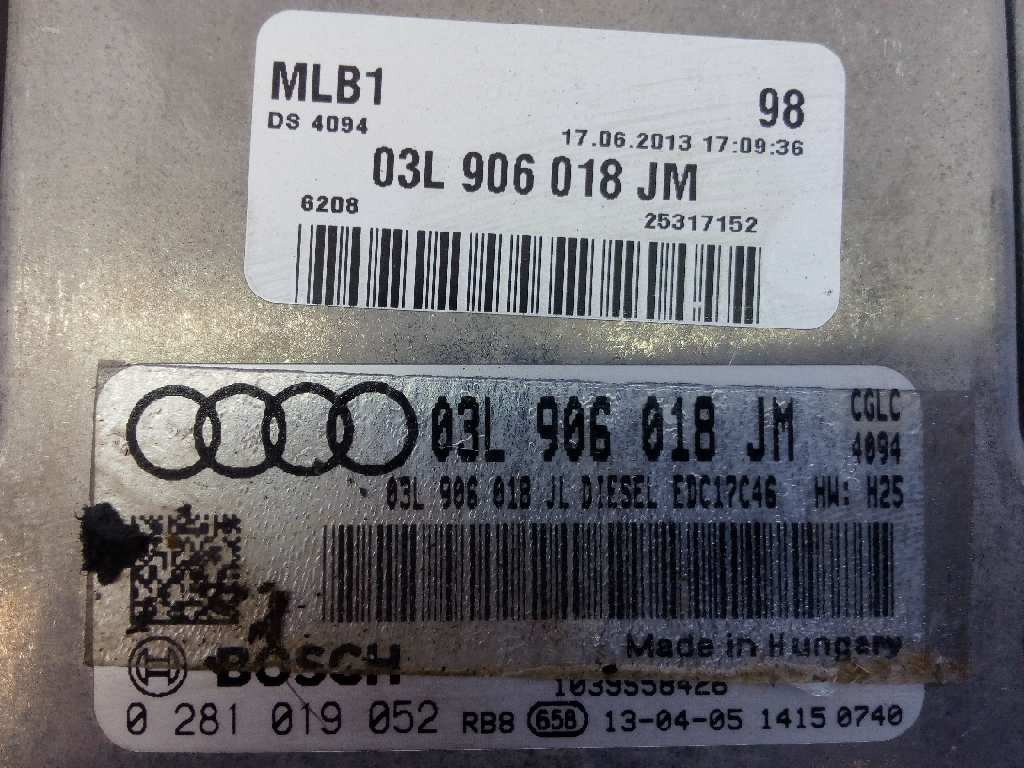 MLB1
98
DS 4094
17.06.2013 17:09:36
03L 906 018 JM
6208
25317152
03L 906 018 JM
CGLC
4094
03L 906 018 JL DIESEL EDC17C46 HW: H25
Made in Hungary
BOSCH
1039S58428
0 281 019 052 RB8 658 13-04-05 1415 0740